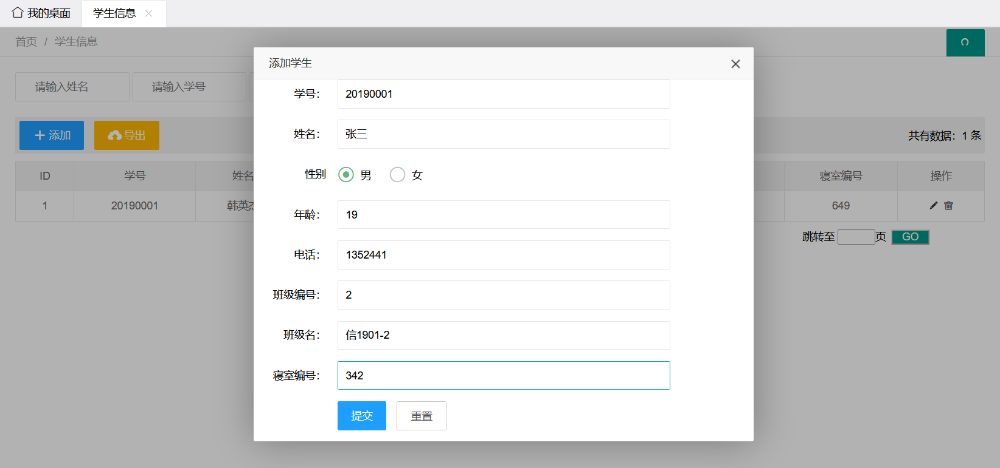 我的桌面 学生信息
首页 / 学生信息
添加学生
请输入姓名 请输入学号
添加 导出
共有数据：1 条
ID 学号 姓名 寝室编号 操作
1 20190001 韩英杰 649
跳转至 页 GO
学号： 20190001
姓名： 张三
性别 男 女
年龄： 19
电话： 1352441
班级编号： 2
班级名： 信1901-2
寝室编号： 342
提交 重置